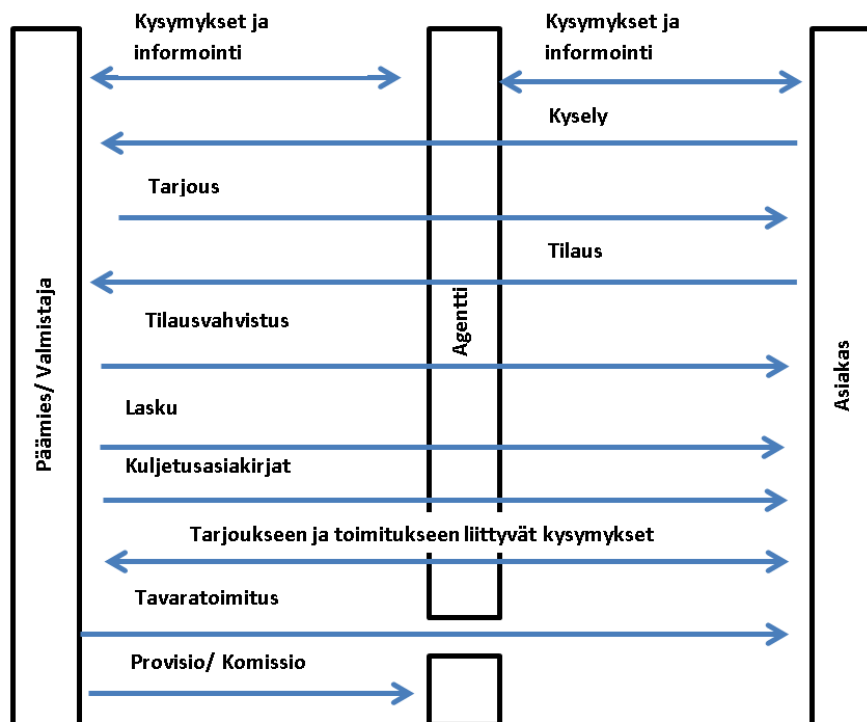 Kysymykset ja
informointi
Kysymykset ja
informointi
Kysely
Tarjous
Tilaus
Tilausvahvistus
Lasku
Kuljetusasiakirjat
Tarjoukseen ja toimitukseen liittyvät kysymykset
Tavaratoimitus
Provisio/ Komissio
Päämies/ Valmistaja
Agentti
Asiakas